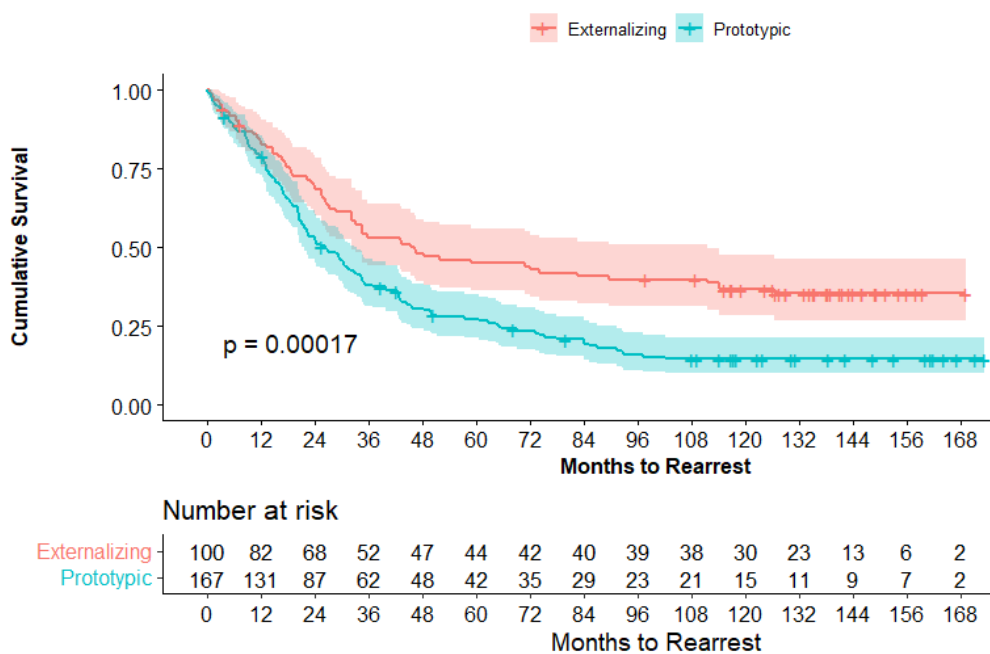 Externalizing Prototypic
Cumulative Survival
1.00
0.75
0.50
0.25
0.00
p = 0.00017
0 12 24 36 48 60 72 84 96 108 120 132 144 156 168
Months to Rearrest
Number at risk
Externalizing 100 82 68 52 47 44 42 40 39 38 30 23 13 6 2
Prototypic 167 131 87 62 48 42 35 29 23 21 15 11 9 7 2
0 12 24 36 48 60 72 84 96 108 120 132 144 156 168
Months to Rearrest